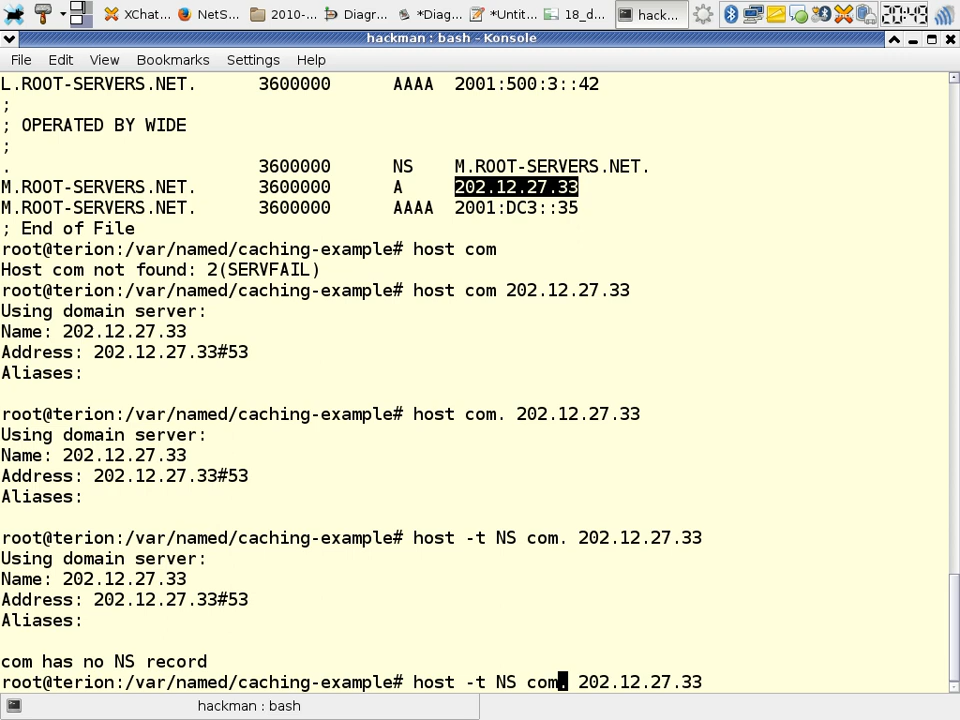 XChat... NetS... 2010-... Diagr... *Diag... *Untit... 18_d... hack... 20:49
hackman : bash - Konsole
File Edit View Bookmarks Settings Help
L.ROOT-SERVERS.NET. 3600000 AAAA 2001:500:3::42
;
; OPERATED BY WIDE
;
. 3600000 NS M.ROOT-SERVERS.NET.
M.ROOT-SERVERS.NET. 3600000 A 202.12.27.33
M.ROOT-SERVERS.NET. 3600000 AAAA 2001:DC3::35
; End of File
root@terion:/var/named/caching-example# host com
Host com not found: 2(SERVFAIL)
root@terion:/var/named/caching-example# host com 202.12.27.33
Using domain server:
Name: 202.12.27.33
Address: 202.12.27.33#53
Aliases:
root@terion:/var/named/caching-example# host com. 202.12.27.33
Using domain server:
Name: 202.12.27.33
Address: 202.12.27.33#53
Aliases:
root@terion:/var/named/caching-example# host -t NS com. 202.12.27.33
Using domain server:
Name: 202.12.27.33
Address: 202.12.27.33#53
Aliases:
com has no NS record
root@terion:/var/named/caching-example# host -t NS com. 202.12.27.33
hackman : bash